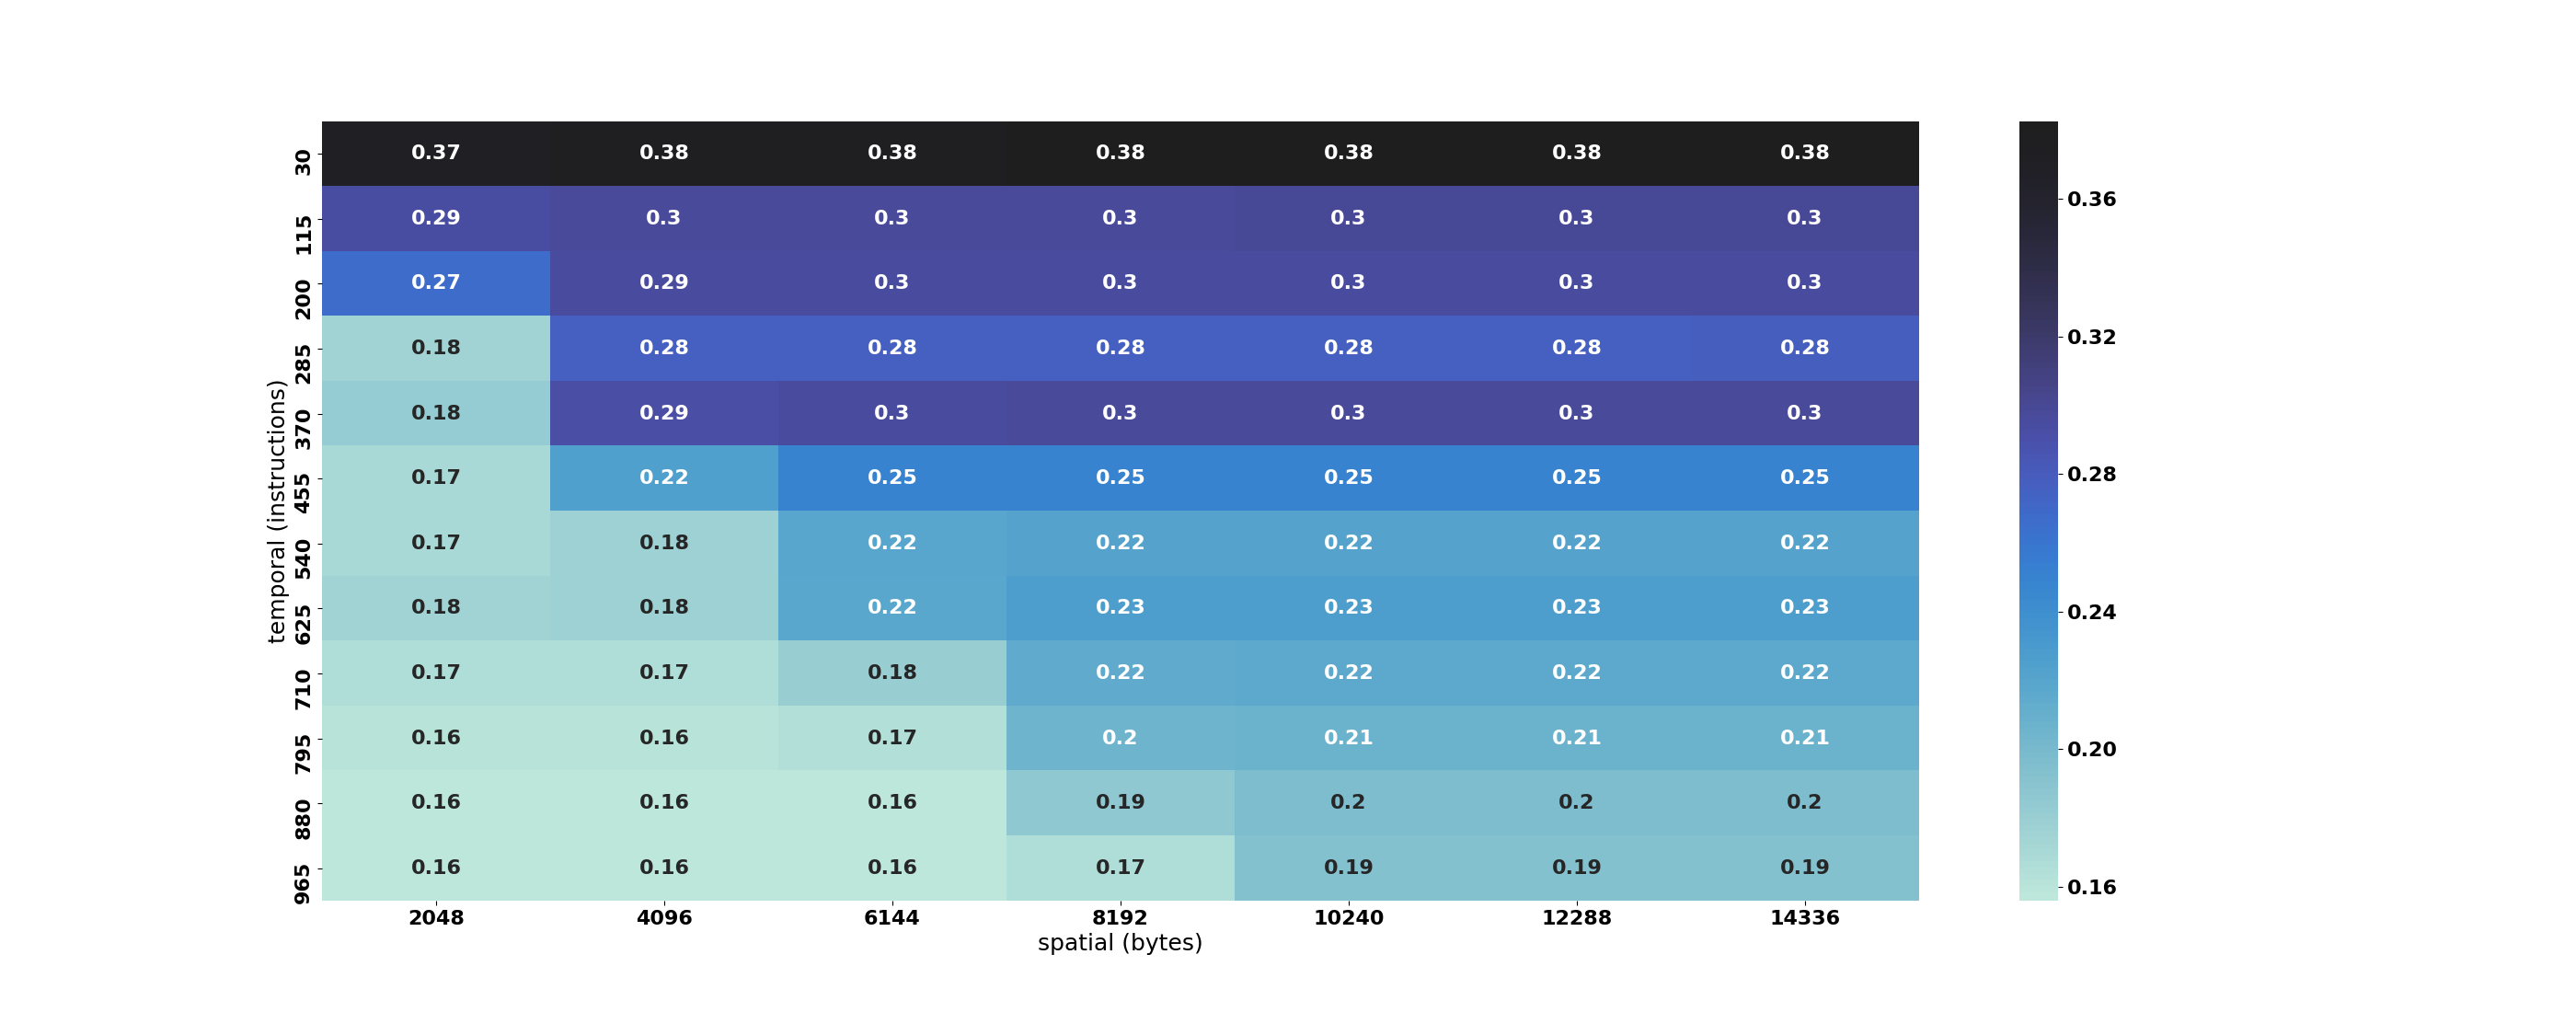 30 0.37 0.38 0.38 0.38 0.38 0.38 0.38
115 0.29 0.3 0.3 0.3 0.3 0.3 0.3
200 0.27 0.29 0.3 0.3 0.3 0.3 0.3
285 0.18 0.28 0.28 0.28 0.28 0.28 0.28
370 0.18 0.29 0.3 0.3 0.3 0.3 0.3
455 0.17 0.22 0.25 0.25 0.25 0.25 0.25
540 0.17 0.18 0.22 0.22 0.22 0.22 0.22
625 0.18 0.18 0.22 0.23 0.23 0.23 0.23
710 0.17 0.17 0.18 0.22 0.22 0.22 0.22
795 0.16 0.16 0.17 0.2 0.21 0.21 0.21
880 0.16 0.16 0.16 0.19 0.2 0.2 0.2
965 0.16 0.16 0.16 0.17 0.19 0.19 0.19
2048 4096 6144 8192 10240 12288 14336
spatial (bytes)
temporal (instructions)
0.36
0.32
0.28
0.24
0.20
0.16